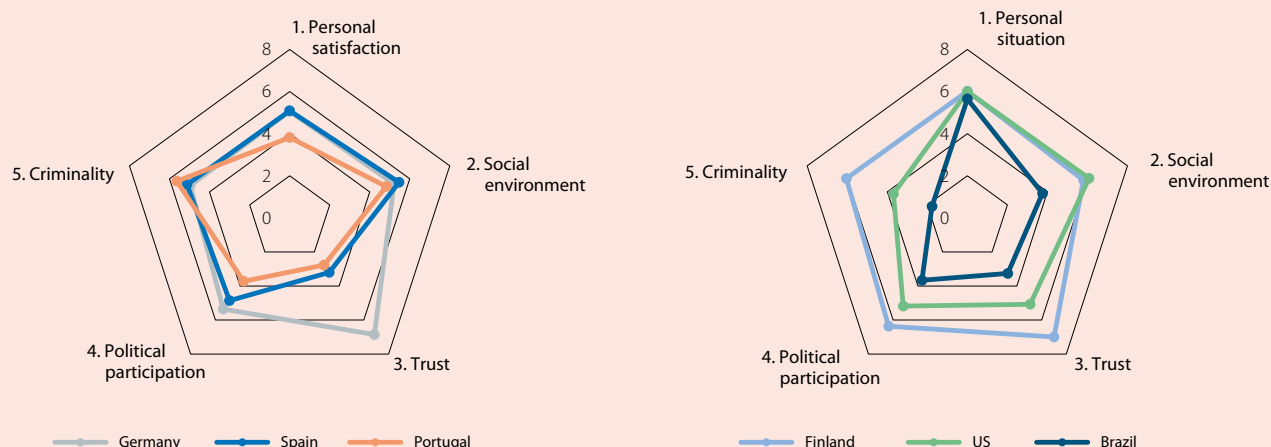 1. Personal
satisfaction
8
6
4
2
0
2. Social
environment
3. Trust
4. Political
participation
5. Criminality
Germany
Spain
Portugal
1. Personal
situation
8
6
4
2
0
2. Social
environment
3. Trust
4. Political
participation
5. Criminality
Finland
US
Brazil